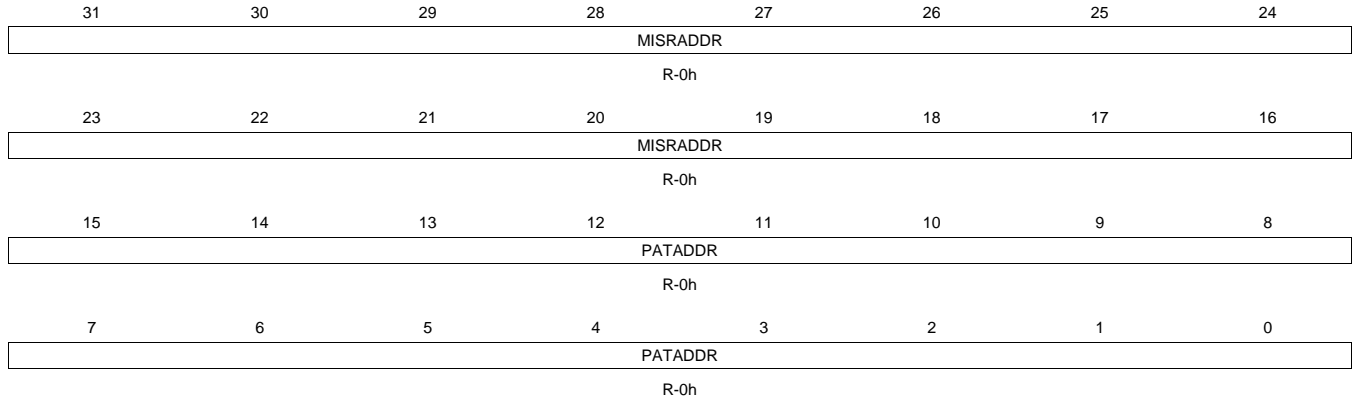 31 30 29 28 27 26 25 24
MISRADDR
R-0h
23 22 21 20 19 18 17 16
MISRADDR
R-0h
15 14 13 12 11 10 9 8
PATADDR
R-0h
7 6 5 4 3 2 1 0
PATADDR
R-0h